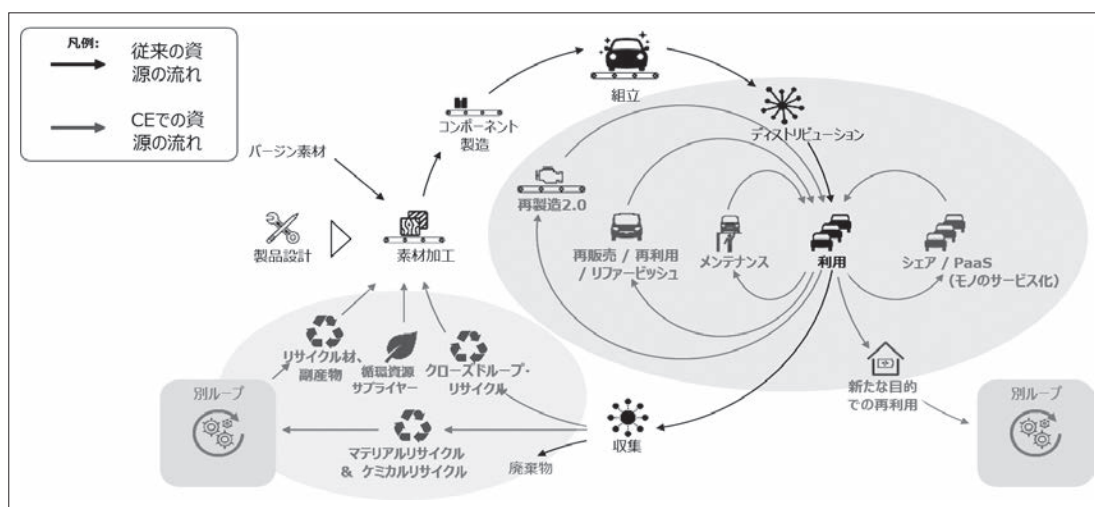 凡例:
従来の資
源の流れ
CEでの資
源の流れ
組立
コンポーネント
製造
ディストリビューション
バージン素材
製品設計
素材加工
再製造2.0
再販売 / 再利用
/ リファービッシュ
メンテナンス
利用
シェア / PaaS
(モノのサービス化)
リサイクル材、
副産物
循環資源
サプライヤー
クローズドループ・
リサイクル
新たな目的
での再利用
別ループ
別ループ
マテリアルリサイクル
& ケミカルリサイクル
収集
廃棄物